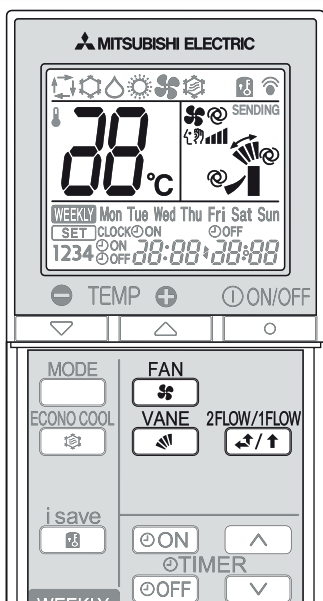 MITSUBISHI ELECTRIC
88 °C
SENDING
WEEKLY Mon Tue Wed Thu Fri Sat Sun
SET CLOCK ON OFF
1234 ON OFF 88:88 88:88
TEMP ON/OFF
MODE FAN
ECONO COOL VANE 2FLOW/1FLOW
/
i save
ON
TIMER
OFF
WEEKLY